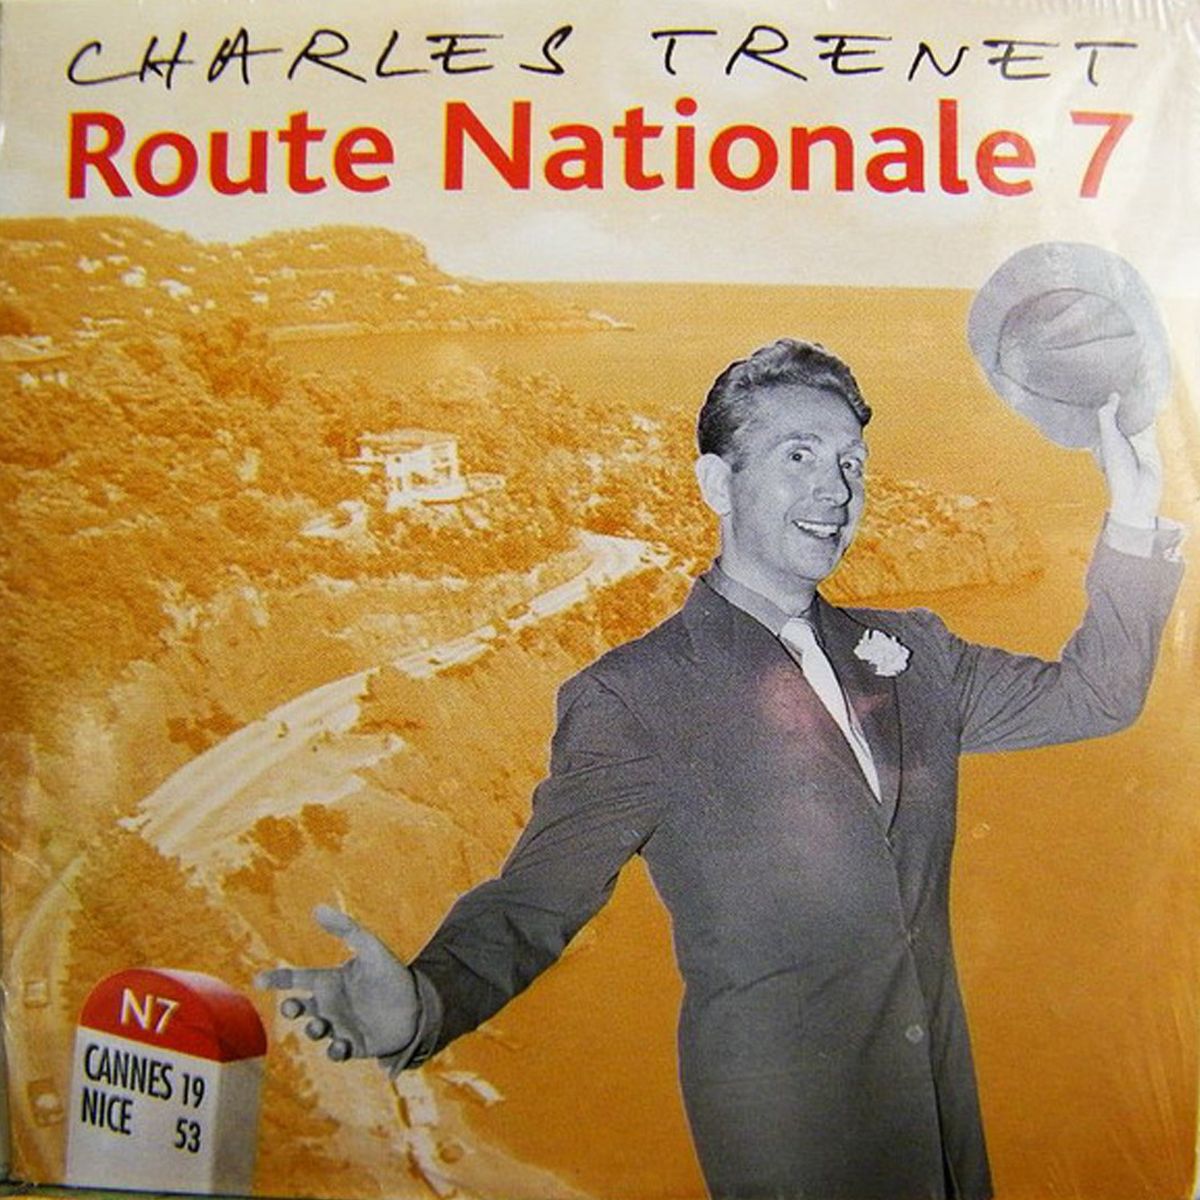 CHARLES TRENET
Route Nationale 7
N7
CANNES 19
NICE 53